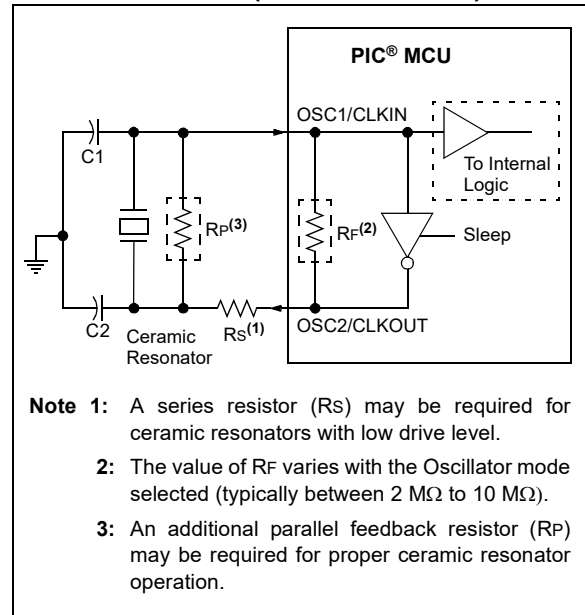 PIC® MCU
OSC1/CLKIN
C1
To Internal
Logic
RP(3)
RF(2)
Sleep
C2
Ceramic
Resonator
RS(1)
OSC2/CLKOUT
Note 1: A series resistor (RS) may be required for
ceramic resonators with low drive level.
2: The value of RF varies with the Oscillator mode
selected (typically between 2 MΩ to 10 MΩ).
3: An additional parallel feedback resistor (RP)
may be required for proper ceramic resonator
operation.